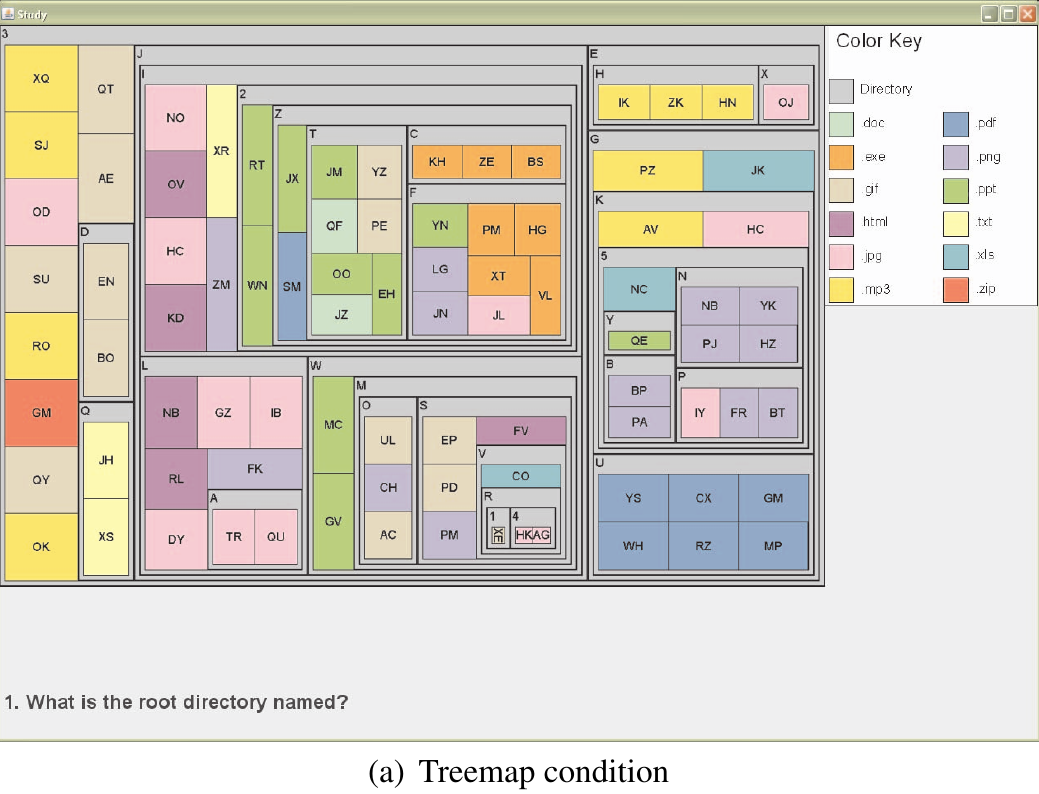 Study
3
XQ
SJ
OD
SU
RO
GM
QY
OK
QT
AE
D
EN
BO
Q
JH
XS
J
I
NO
OV
HC
KD
XR
ZM
2
RT
WN
Z
JX
SM
T
JM
YZ
QF
PE
OO
JZ
EH
C
KH
ZE
BS
F
YN
LG
JN
PM
HG
XT
JL
VL
L
NB
GZ
IB
RL
FK
DY
A
TR
QU
W
MC
GV
M
O
UL
CH
AC
S
EP
PD
PM
FV
V
CO
R
1
XE
4
HK
AG
E
H
IK
ZK
HN
X
OJ
G
PZ
JK
K
AV
HC
5
NC
Y
QE
B
BP
PA
N
NB
YK
PJ
HZ
P
IY
FR
BT
U
YS
CX
GM
WH
RZ
MP
Color Key
Directory
.doc
.pdf
.exe
.png
.gif
.ppt
.html
.txt
.jpg
.xls
.mp3
.zip
1. What is the root directory named?
(a) Treemap condition